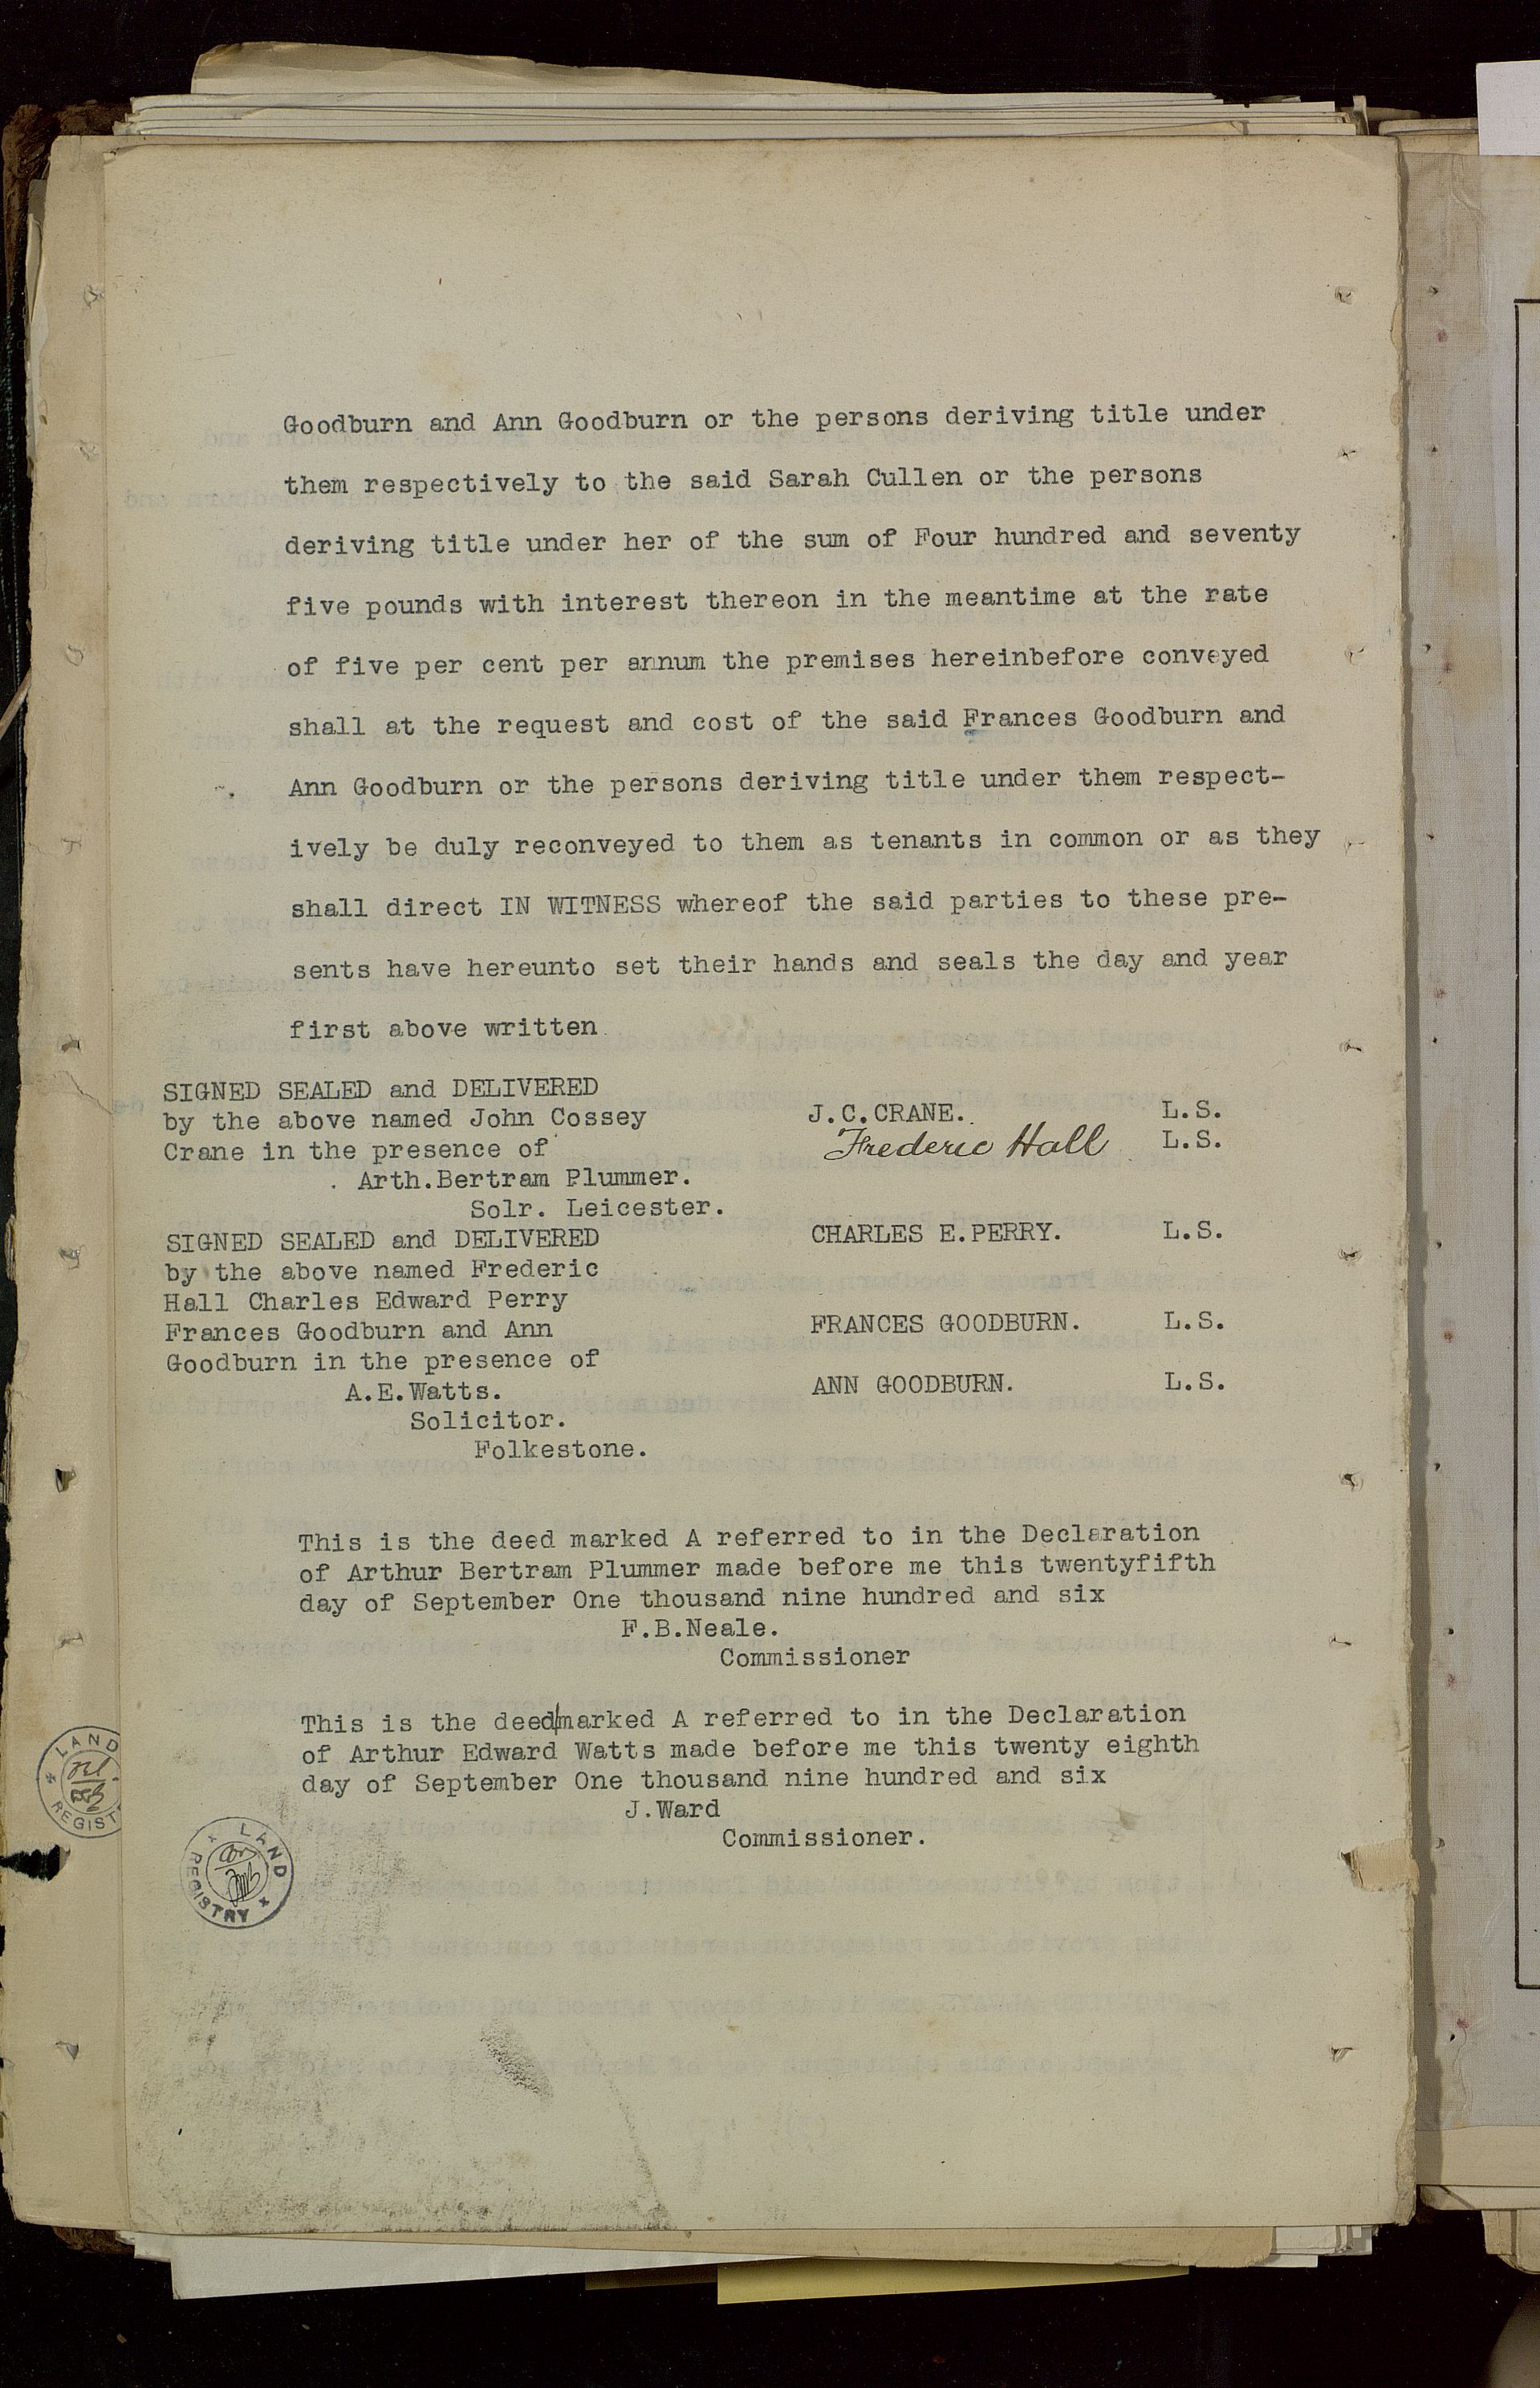 Goodburn and Ann Goodburn or the persons deriving title under
them respectively to the said Sarah Cullen or the persons
deriving title under her of the sum of Four hundred and seventy
five pounds with interest thereon in the meantime at the rate
of five per cent per annum the premises hereinbefore conveyed
shall at the request and cost of the said Frances Goodburn and
Ann Goodburn or the persons deriving title under them respect-
ively be duly reconveyed to them as tenants in common or as they
shall direct IN WITNESS whereof the said parties to these pre-
sents have hereunto set their hands and seals the day and year
first above written
SIGNED SEALED and DELIVERED
by the above named John Cossey J.C.CRANE. L.S.
Crane in the presence of Frederic Hall L.S.
Arth.Bertram Plummer.
Solr. Leicester.
SIGNED SEALED and DELIVERED CHARLES E.PERRY. L.S.
by the above named Frederic
Hall Charles Edward Perry
Frances Goodburn and Ann FRANCES GOODBURN. L.S.
Goodburn in the presence of
A.E.Watts. ANN GOODBURN. L.S.
Solicitor.
Folkestone.
This is the deed marked A referred to in the Declaration
of Arthur Bertram Plummer made before me this twentyfifth
day of September One thousand nine hundred and six
F.B.Neale.
Commissioner
This is the deed/marked A referred to in the Declaration
of Arthur Edward Watts made before me this twenty eighth
day of September One thousand nine hundred and six
J.Ward
Commissioner.
LAND
REGIST
LAND
REGISTRY